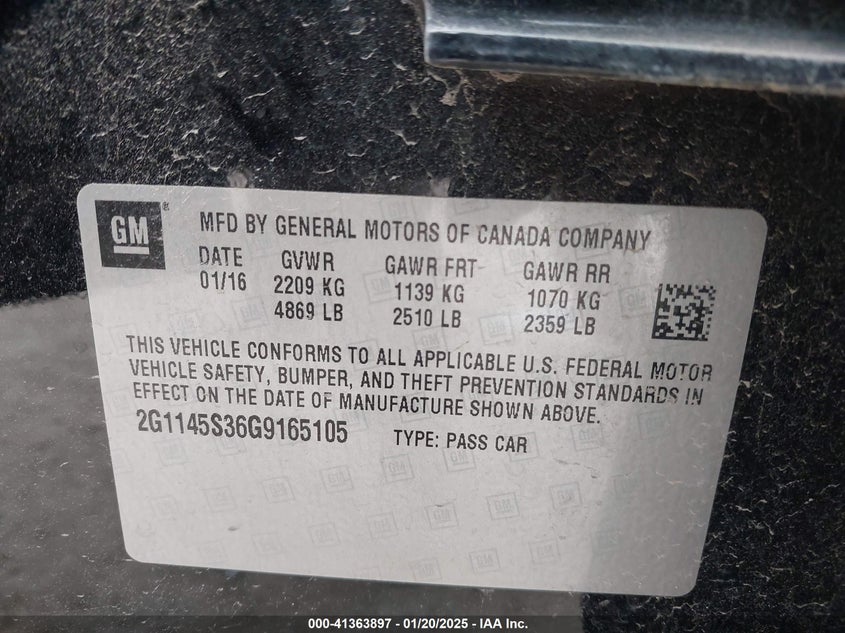 GM ®
MFD BY GENERAL MOTORS OF CANADA COMPANY
DATE GVWR GAWR FRT GAWR RR
01/16 2209 KG 1139 KG 1070 KG
4869 LB 2510 LB 2359 LB
THIS VEHICLE CONFORMS TO ALL APPLICABLE U.S. FEDERAL MOTOR
VEHICLE SAFETY, BUMPER, AND THEFT PREVENTION STANDARDS IN
EFFECT ON THE DATE OF MANUFACTURE SHOWN ABOVE.
2G1145S36G9165105 TYPE: PASS CAR
000-41363897 - 01/20/2025 - IAA Inc.